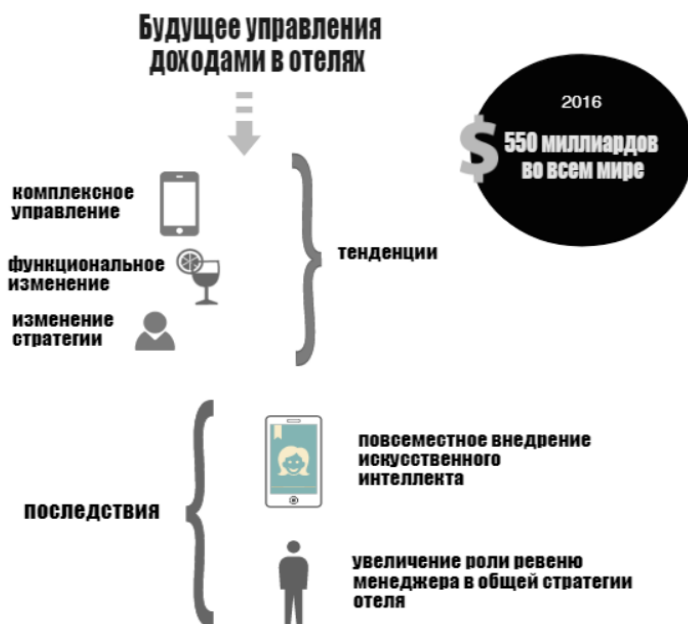 Будущее управления
доходами в отелях
2016
$ 550 миллиардов
во всем мире
комплексное
управление
функциональное
изменение
изменение
стратегии
тенденции
последствия
повсеместное внедрение
искусственного
интеллекта
увеличение роли ревеню
менеджера в общей стратегии
отеля